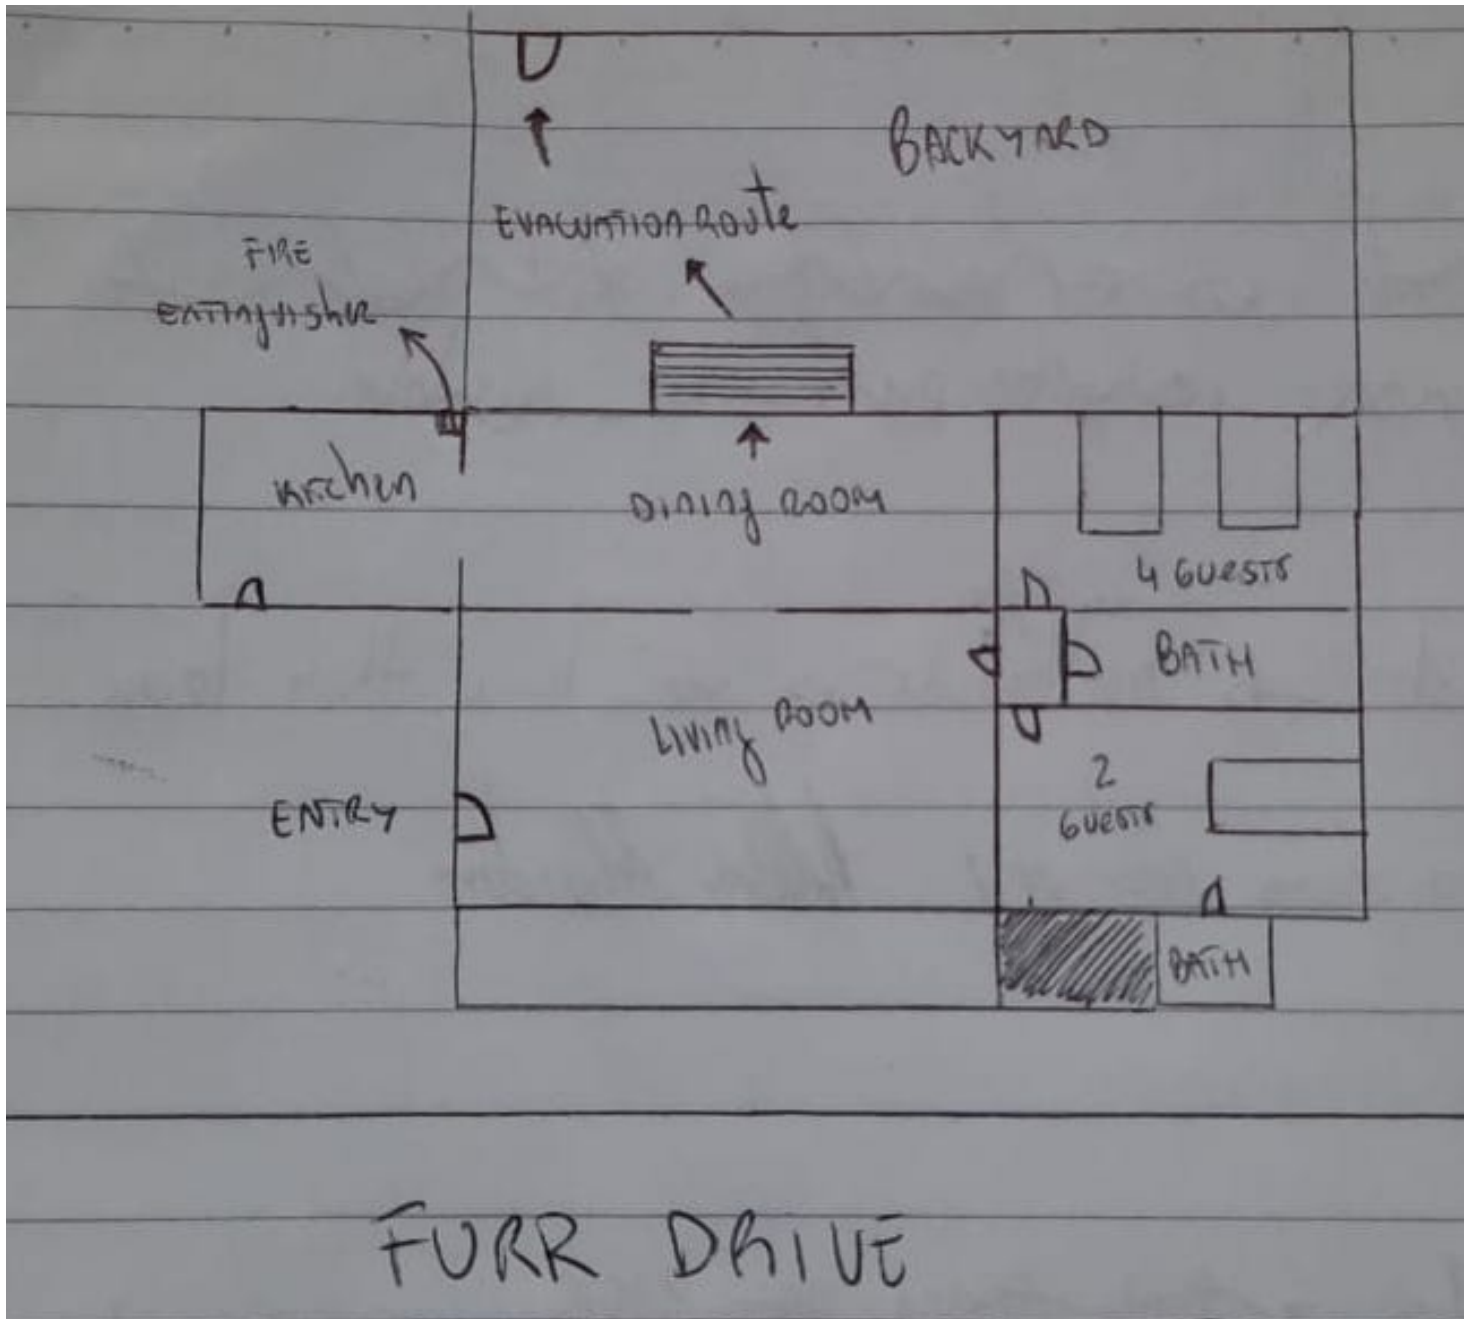 BACKYARD
EVACUATION ROUTE
FIRE
EXTINGUISHER
Kitchen
DINING ROOM
4 GUESTS
BATH
LIVING ROOM
2
GUESTS
ENTRY
BATH
FURR DRIVE